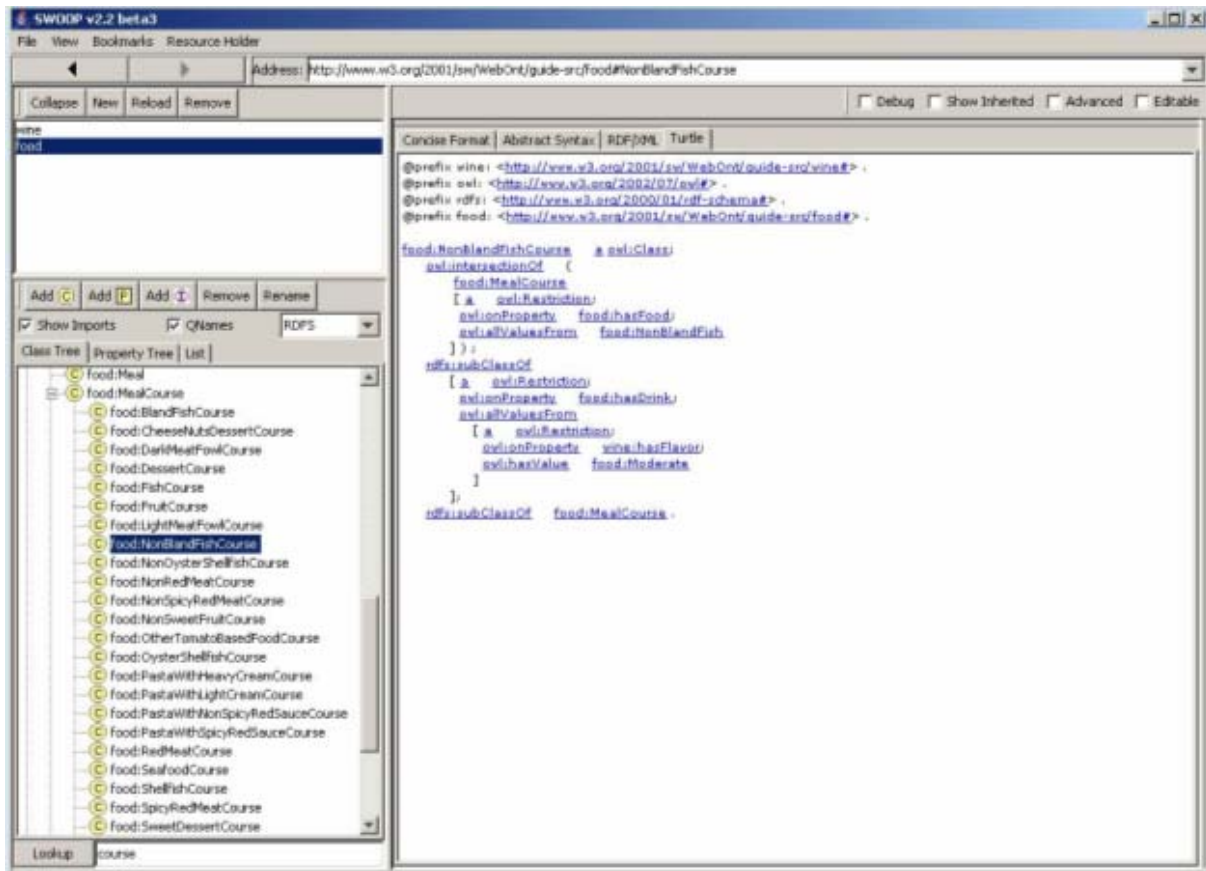 SWOOP v2.2 beta3
File View Bookmarks Resource Holder
Address: http://www.w3.org/2001/sw/WebOnt/guide-src/food#NonBlandFishCourse
Collapse New Reload Remove
Debug Show Inherited Advanced Editable
wine
food
Concise Format Abstract Syntax RDF/XML Turtle
@prefix wine: <http://www.w3.org/2001/sw/WebOnt/guide-src/wine#> .
@prefix owl: <http://www.w3.org/2002/07/owl#> .
@prefix rdfs: <http://www.w3.org/2000/01/rdf-schema#> .
@prefix food: <http://www.w3.org/2001/sw/WebOnt/guide-src/food#> .
food:NonBlandFishCourse a owl:Class;
owl:intersectionOf (
food:MealCourse
[ a owl:Restriction;
owl:onProperty food:hasFood;
owl:allValuesFrom food:NonBlandFish
] );
rdfs:subClassOf
[ a owl:Restriction;
owl:onProperty food:hasDrink;
owl:allValuesFrom
[ a owl:Restriction;
owl:onProperty wine:hasFlavor;
owl:hasValue food:Moderate
]
];
rdfs:subClassOf food:MealCourse .
Add C Add P Add I Remove Rename
Show Imports QNames RDFS
Class Tree Property Tree List
C food:Meal
C food:MealCourse
C food:BlandFishCourse
C food:CheeseNutsDessertCourse
C food:DarkMeatFowlCourse
C food:DessertCourse
C food:FishCourse
C food:FruitCourse
C food:LightMeatFowlCourse
C food:NonBlandFishCourse
C food:NonOysterShellfishCourse
C food:NonRedMeatCourse
C food:NonSpicyRedMeatCourse
C food:NonSweetFruitCourse
C food:OtherTomatoBasedFoodCourse
C food:OysterShellfishCourse
C food:PastaWithHeavyCreamCourse
C food:PastaWithLightCreamCourse
C food:PastaWithNonSpicyRedSauceCourse
C food:PastaWithSpicyRedSauceCourse
C food:RedMeatCourse
C food:SeafoodCourse
C food:ShellfishCourse
C food:SpicyRedMeatCourse
C food:SweetDessertCourse
Lookup course